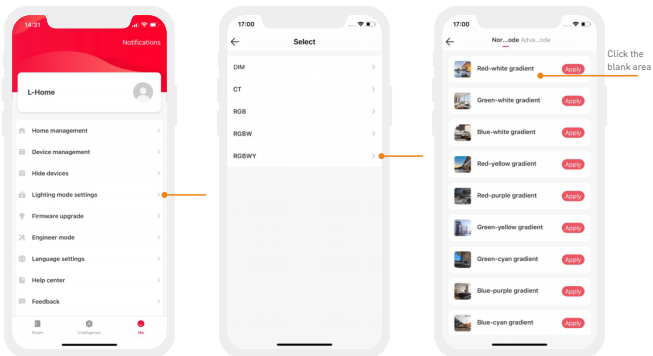 14:31
Notifications
L-Home
Home management
Device management
Hide devices
Lighting mode settings
Firmware upgrade
Engineer mode
Language settings
Help center
Feedback
Intelligence
Me
17:00
Select
DIM
CT
RGB
RGBW
RGBWY
17:00
Nor...ode Adva...ode
Red-white gradient Apply
Green-white gradient Apply
Blue-white gradient Apply
Red-yellow gradient Apply
Red-purple gradient Apply
Green-yellow gradient Apply
Green-cyan gradient Apply
Blue-purple gradient Apply
Blue-cyan gradient Apply
Click the
blank area